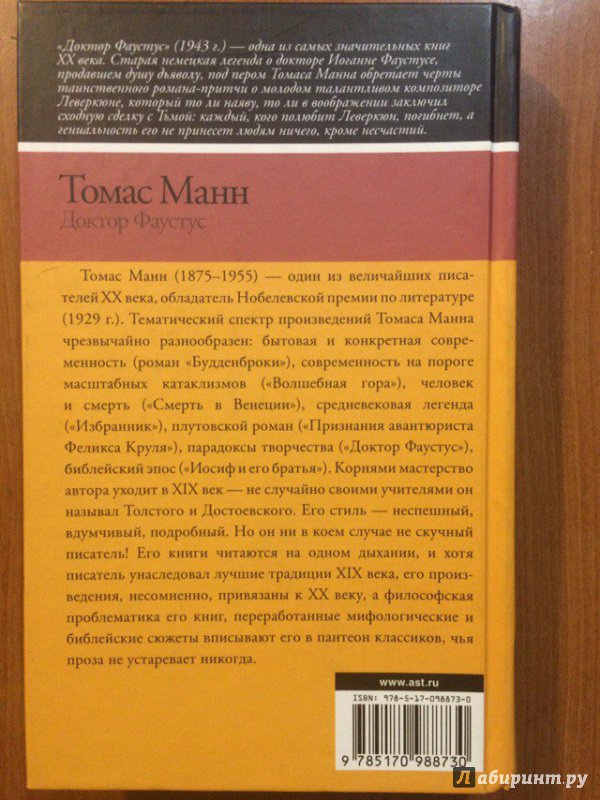 «Доктор Фаустус» (1943 г.) — одна из самых значительных книг
XX века. Старая немецкая легенда о докторе Иоганне Фаустусе,
продавшем душу дьяволу, под пером Томаса Манна обретает черты
таинственного романа-притчи о молодом талантливом композиторе
Леверкюне, который то ли наяву, то ли в воображении заключил
сходную сделку с Тьмой: каждый, кого полюбит Леверкюн, погибнет, а
гениальность его не принесет людям ничего, кроме несчастий.
Томас Манн
Доктор Фаустус
Томас Манн (1875–1955) — один из величайших писа-
телей XX века, обладатель Нобелевской премии по литературе
(1929 г.). Тематический спектр произведений Томаса Манна
чрезвычайно разнообразен: бытовая и конкретная совре-
менность (роман «Будденброки»), современность на пороге
масштабных катаклизмов («Волшебная гора»), человек
и смерть («Смерть в Венеции»), средневековая легенда
(«Избранник»), плутовской роман («Признания авантюриста
Феликса Круля»), парадоксы творчества («Доктор Фаустус»),
библейский эпос («Иосиф и его братья»). Корнями мастерство
автора уходит в XIX век — не случайно своими учителями он
называл Толстого и Достоевского. Его стиль — неспешный,
вдумчивый, подробный. Но он ни в коем случае не скучный
писатель! Его книги читаются на одном дыхании, и хотя
писатель унаследовал лучшие традиции XIX века, его произ-
ведения, несомненно, привязаны к XX веку, а философская
проблематика его книг, переработанные мифологические и
библейские сюжеты вписывают его в пантеон классиков, чья
проза не устаревает никогда.
www.ast.ru
ISBN: 978-5-17-098873-0
9 785170 988730
Лабиринт.ру